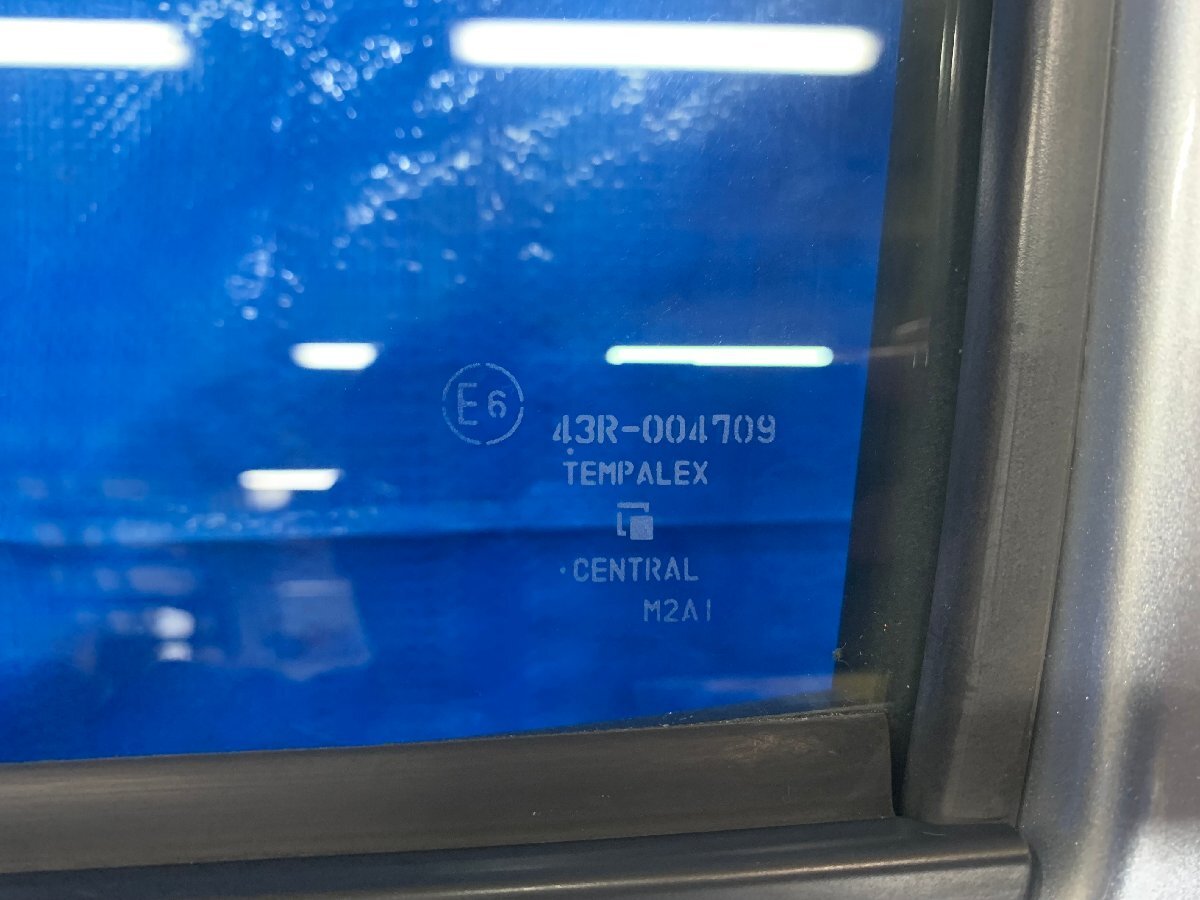 E6
43R-004709
TEMPALEX
CENTRAL
M2A1